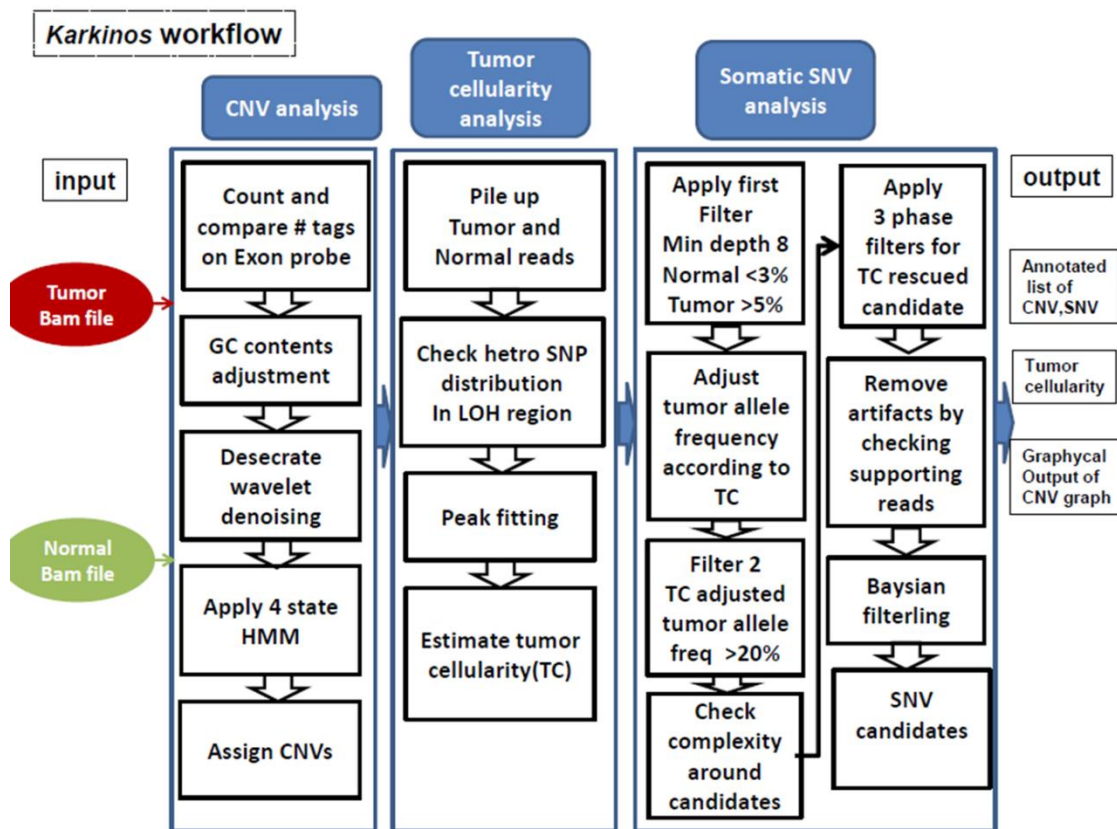 Karkinos workflow
CNV analysis
Tumor
cellularity
analysis
Somatic SNV
analysis
input
Tumor
Bam file
Normal
Bam file
Count and
compare # tags
on Exon probe
GC contents
adjustment
Desecrate
wavelet
denoising
Apply 4 state
HMM
Assign CNVs
Pile up
Tumor and
Normal reads
Check hetro SNP
distribution
In LOH region
Peak fitting
Estimate tumor
cellularity(TC)
Apply first
Filter
Min depth 8
Normal <3%
Tumor >5%
Adjust
tumor allele
frequency
according to
TC
Filter 2
TC adjusted
tumor allele
freq >20%
Check
complexity
around
candidates
Apply
3 phase
filters for
TC rescued
candidate
Remove
artifacts by
checking
supporting
reads
Baysian
filterling
SNV
candidates
output
Annotated
list of
CNV,SNV
Tumor
cellularity
Graphycal
Output of
CNV graph